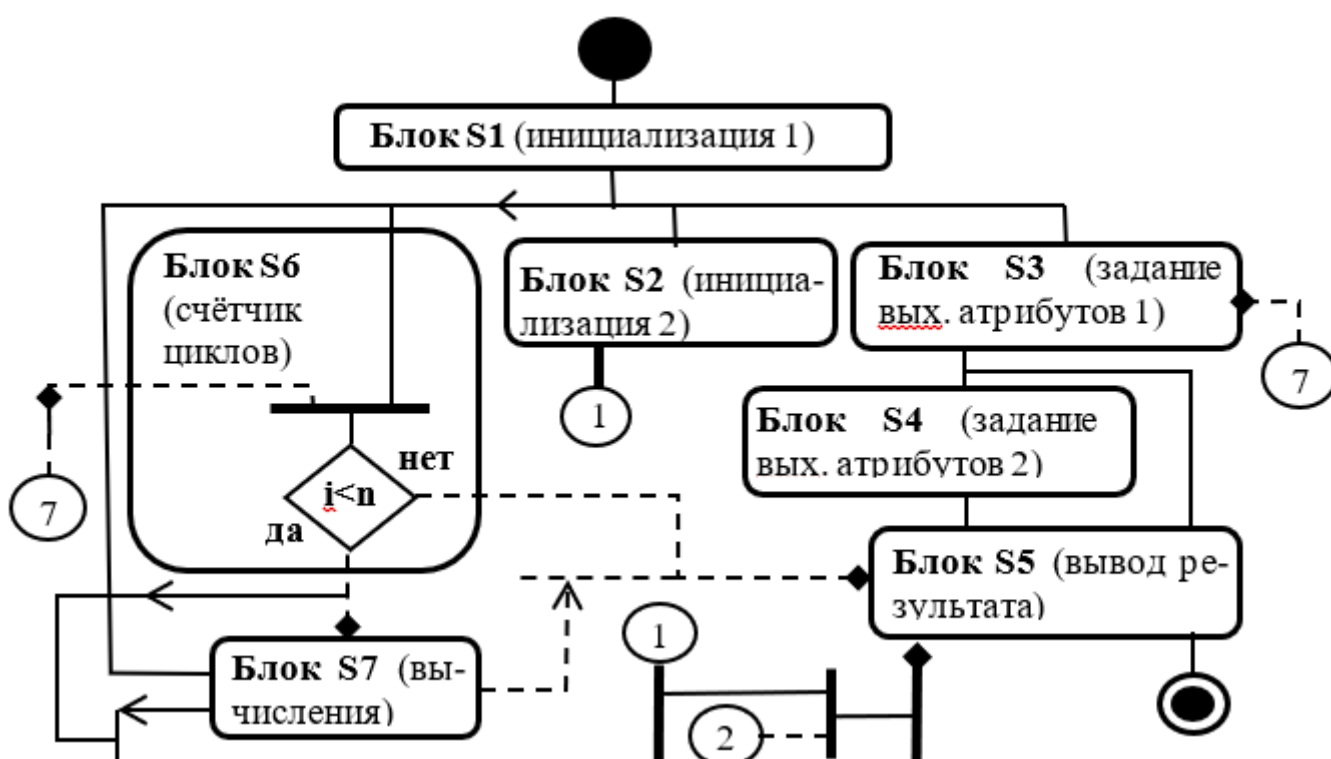 Блок S1 (инициализация 1)
Блок S6
(счётчик
циклов)
Блок S2 (инициа-
лизация 2)
Блок S3 (задание
вых. атрибутов 1)
7
1
Блок S4 (задание
вых. атрибутов 2)
нет
i<n
да
7
Блок S5 (вывод ре-
зультата)
1
Блок S7 (вы-
числения)
2